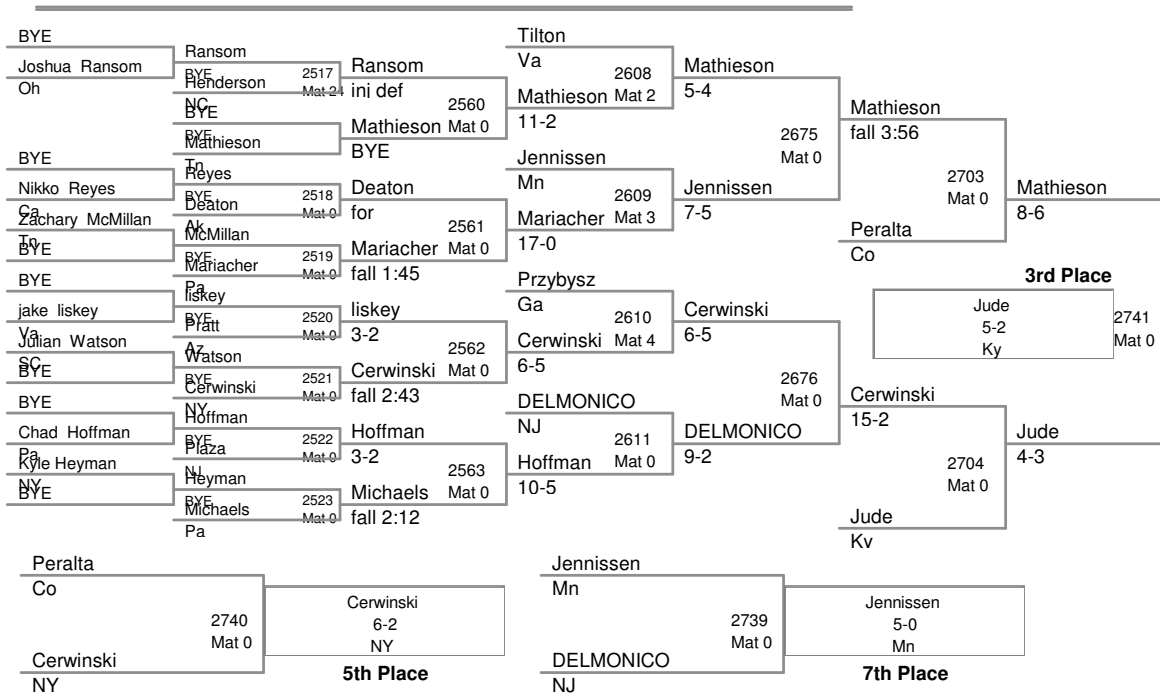 BYE
Joshua Ransom
Oh
BYE
Nikko Reyes
Ca
Zachary McMillan
Tn
BYE
BYE
jake liskey
Va
Julian Watson
SC
BYE
BYE
Chad Hoffman
Pa
Kyle Heyman
NY
BYE
Ransom
BYE
Henderson
NC
2517
Mat 24
BYE
BYE
Mathieson
Tn
Reyes
BYE
Deaton
Ak
2518
Mat 0
McMillan
BYE
Mariacher
Pa
2519
Mat 0
liskey
BYE
Pratt
Az
2520
Mat 0
Watson
BYE
Cerwinski
NY
2521
Mat 0
Hoffman
BYE
Plaza
NJ
2522
Mat 0
Heyman
BYE
Michaels
Pa
2523
Mat 0
Ransom
ini def
2560
Mat 0
Mathieson
BYE
Deaton
for
2561
Mat 0
Mariacher
fall 1:45
liskey
3-2
2562
Mat 0
Cerwinski
fall 2:43
Hoffman
3-2
2563
Mat 0
Michaels
fall 2:12
Tilton
Va
2608
Mat 2
Mathieson
11-2
Jennissen
Mn
2609
Mat 3
Mariacher
17-0
Przybysz
Ga
2610
Mat 4
Cerwinski
6-5
DELMONICO
NJ
2611
Mat 0
Hoffman
10-5
Mathieson
5-4
2675
Mat 0
Jennissen
7-5
Cerwinski
6-5
2676
Mat 0
DELMONICO
9-2
Mathieson
fall 3:56
2703
Mat 0
Peralta
Co
Cerwinski
15-2
2704
Mat 0
Jude
Mathieson
8-6
3rd Place
Jude
5-2
Ky
2741
Mat 0
Jude
4-3
Peralta
Co
2740
Mat 0
Cerwinski
NY
Cerwinski
6-2
NY
5th Place
Jennissen
Mn
2739
Mat 0
DELMONICO
NJ
Jennissen
5-0
Mn
7th Place